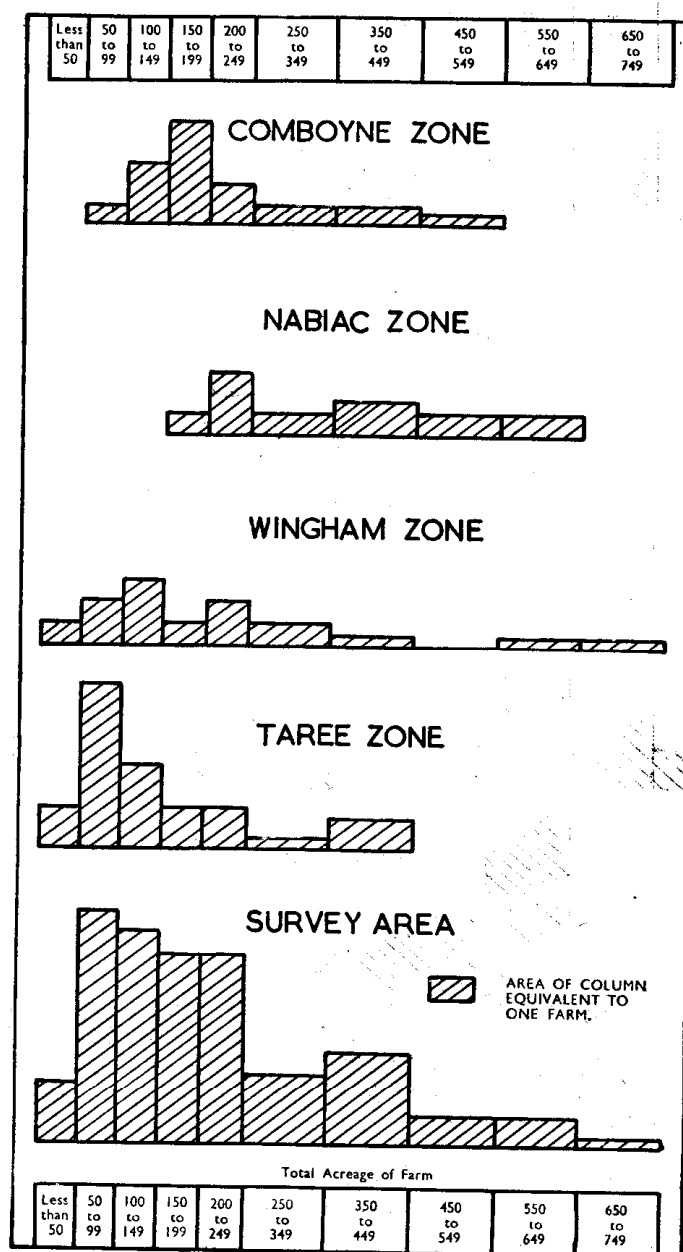 Less than 50
50 to 99
100 to 149
150 to 199
200 to 249
250 to 349
350 to 449
450 to 549
550 to 649
650 to 749
COMBOYNE ZONE
NABIAC ZONE
WINGHAM ZONE
TAREE ZONE
SURVEY AREA
AREA OF COLUMN
EQUIVALENT TO
ONE FARM.
Total Acreage of Farm
Less than 50
50 to 99
100 to 149
150 to 199
200 to 249
250 to 349
350 to 449
450 to 549
550 to 649
650 to 749